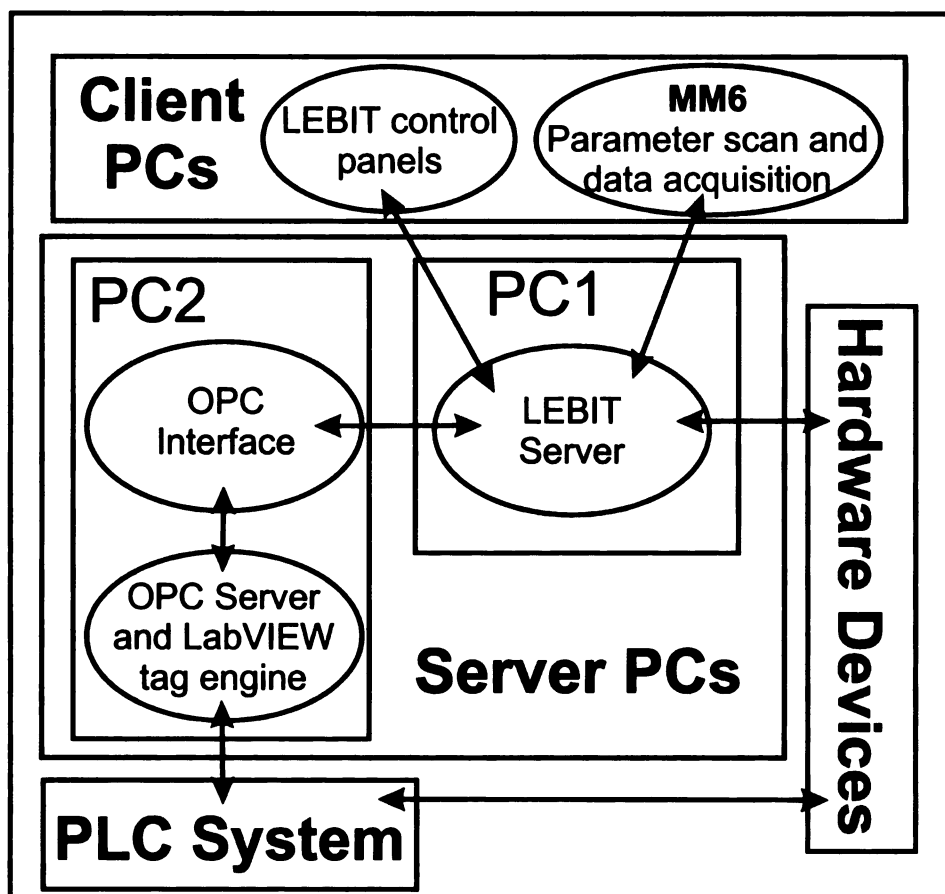 Client
PCs
LEBIT control
panels
MM6
Parameter scan and
data acquisition
PC2
PC1
OPC
Interface
LEBIT
Server
OPC Server
and LabVIEW
tag engine
Server PCs
Hardware Devices
PLC System